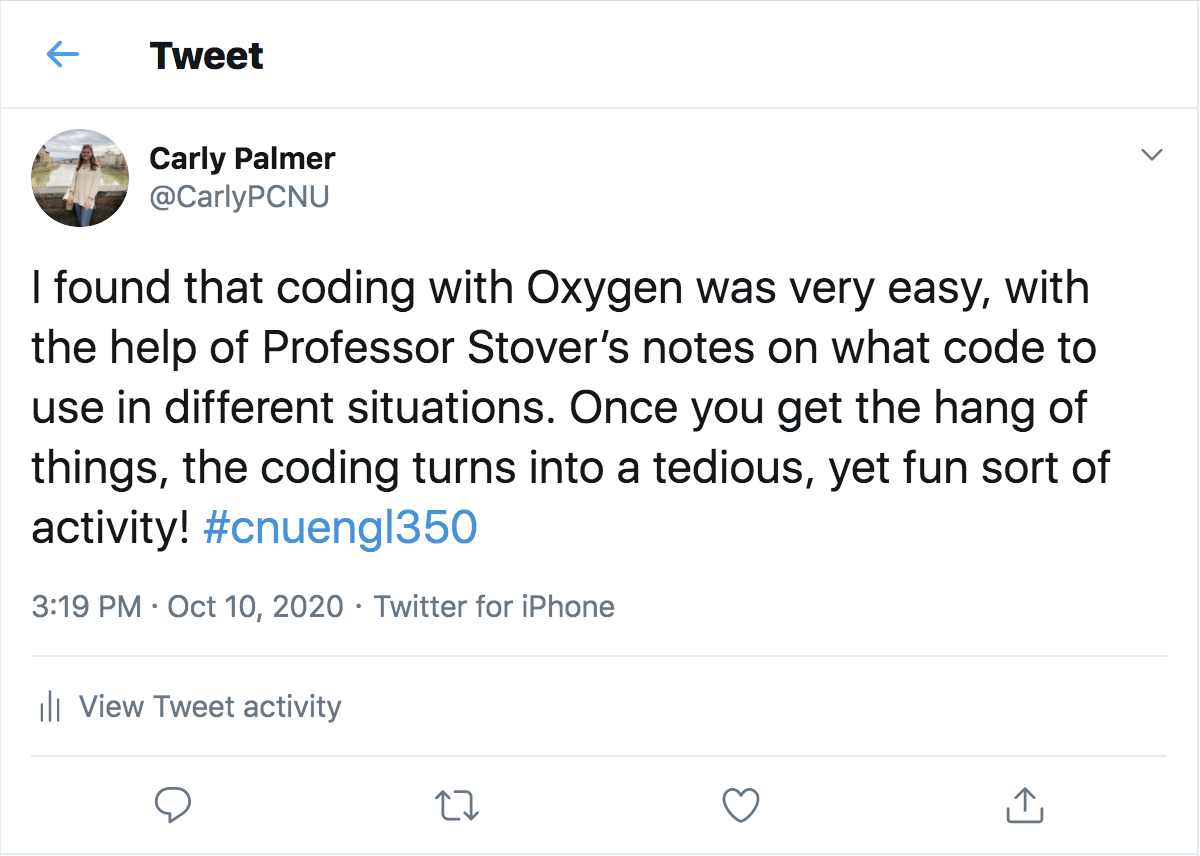 Tweet
Carly Palmer
@CarlyPCNU
I found that coding with Oxygen was very easy, with
the help of Professor Stover’s notes on what code to
use in different situations. Once you get the hang of
things, the coding turns into a tedious, yet fun sort of
activity! #cnuengl350
3:19 PM · Oct 10, 2020 · Twitter for iPhone
View Tweet activity